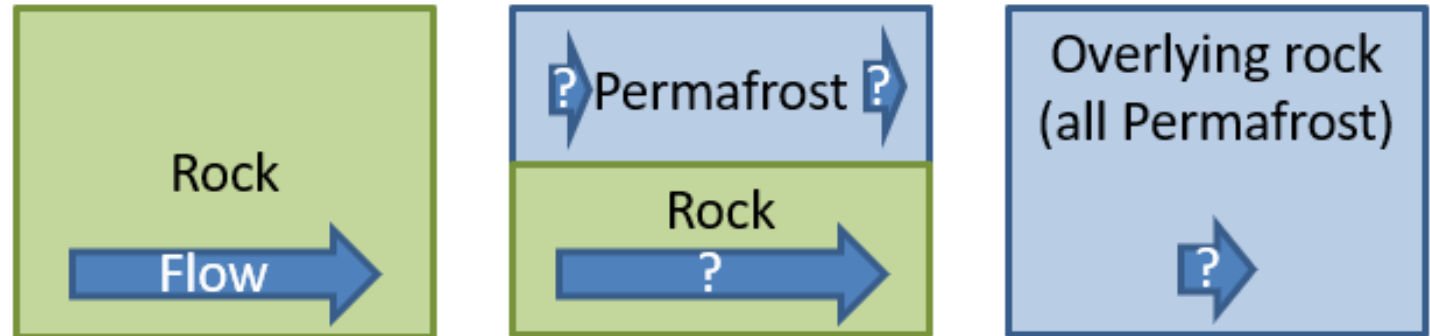 Rock
Flow
? Permafrost ?
Rock
?
Overlying rock
(all Permafrost)
?